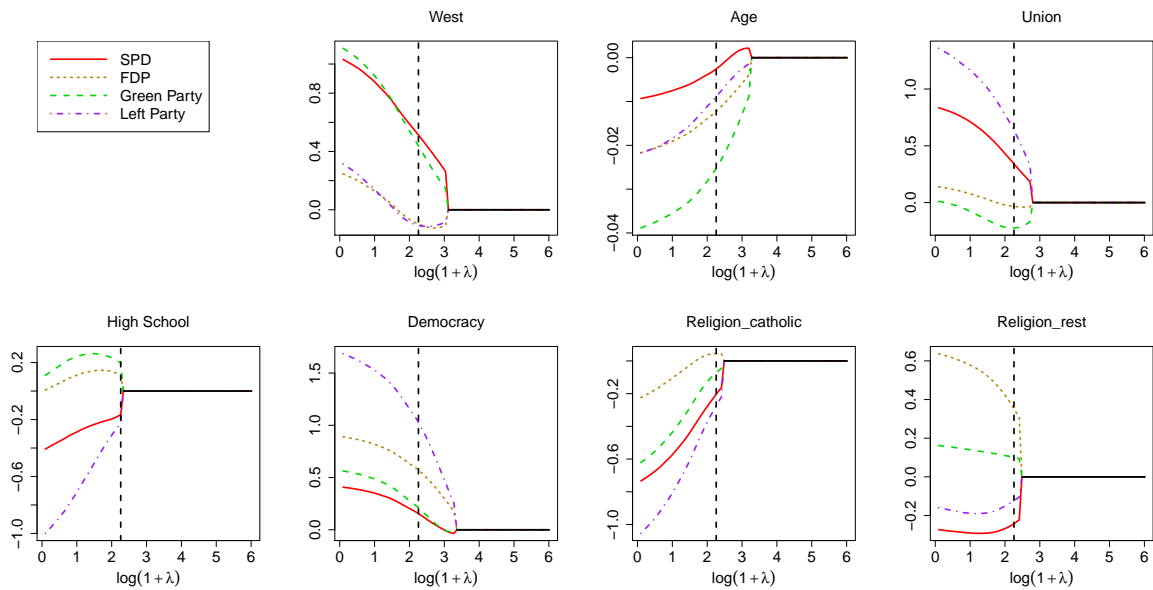 SPD
FDP
Green Party
Left Party
West
0.0 0.4 0.8
0 1 2 3 4 5 6
log(1+λ)
Age
−0.04 −0.02 0.00
0 1 2 3 4 5 6
log(1+λ)
Union
0.0 0.5 1.0
0 1 2 3 4 5 6
log(1+λ)
High School
−1.0 −0.6 −0.2 0.2
0 1 2 3 4 5 6
log(1+λ)
Democracy
0.0 0.5 1.0 1.5
0 1 2 3 4 5 6
log(1+λ)
Religion_catholic
−1.0 −0.6 −0.2
0 1 2 3 4 5 6
log(1+λ)
Religion_rest
−0.2 0.0 0.2 0.4 0.6
0 1 2 3 4 5 6
log(1+λ)